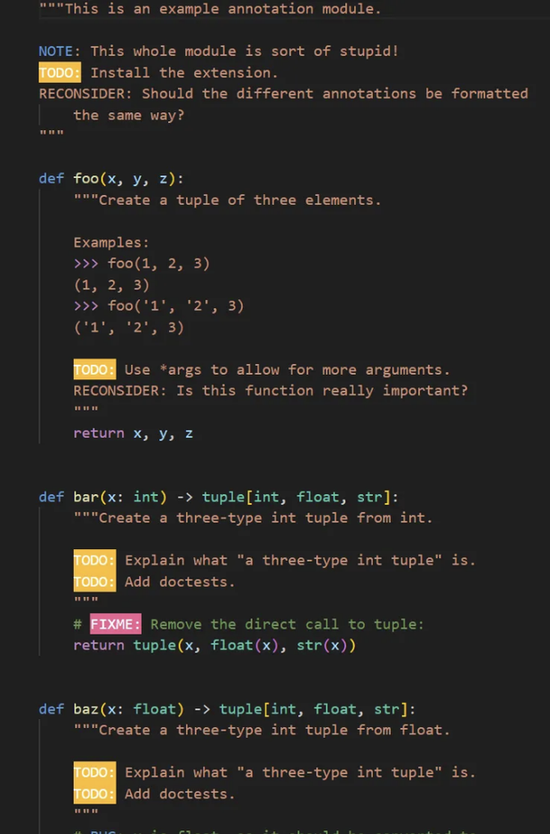 """This is an example annotation module.
NOTE: This whole module is sort of stupid!
TODO: Install the extension.
RECONSIDER: Should the different annotations be formatted
the same way?
"""
def foo(x, y, z):
"""Create a tuple of three elements.
Examples:
>>> foo(1, 2, 3)
(1, 2, 3)
>>> foo('1', '2', 3)
('1', '2', 3)
TODO: Use *args to allow for more arguments.
RECONSIDER: Is this function really important?
"""
return x, y, z
def bar(x: int) -> tuple[int, float, str]:
"""Create a three-type int tuple from int.
TODO: Explain what "a three-type int tuple" is.
TODO: Add doctests.
"""
# FIXME: Remove the direct call to tuple:
return tuple(x, float(x), str(x))
def baz(x: float) -> tuple[int, float, str]:
"""Create a three-type int tuple from float.
TODO: Explain what "a three-type int tuple" is.
TODO: Add doctests.
"""